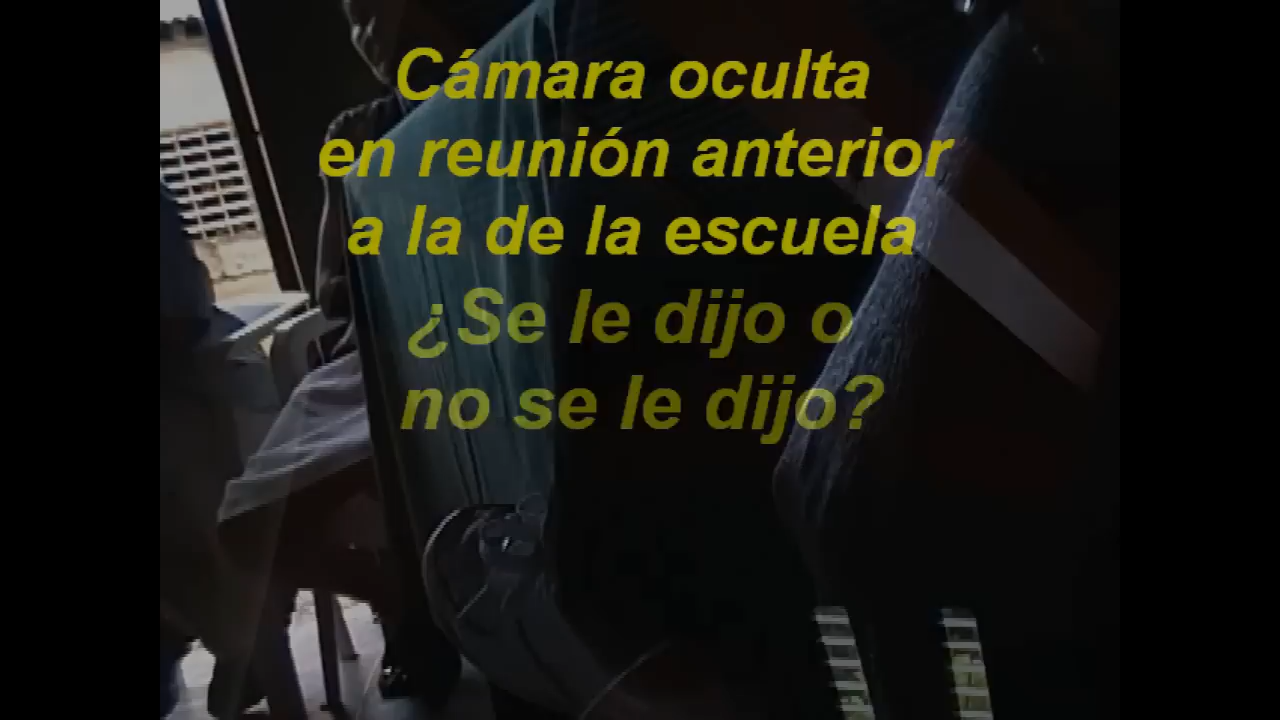 Cámara oculta
en reunión anterior
a la de la escuela
¿Se le dijo o
no se le dijo?